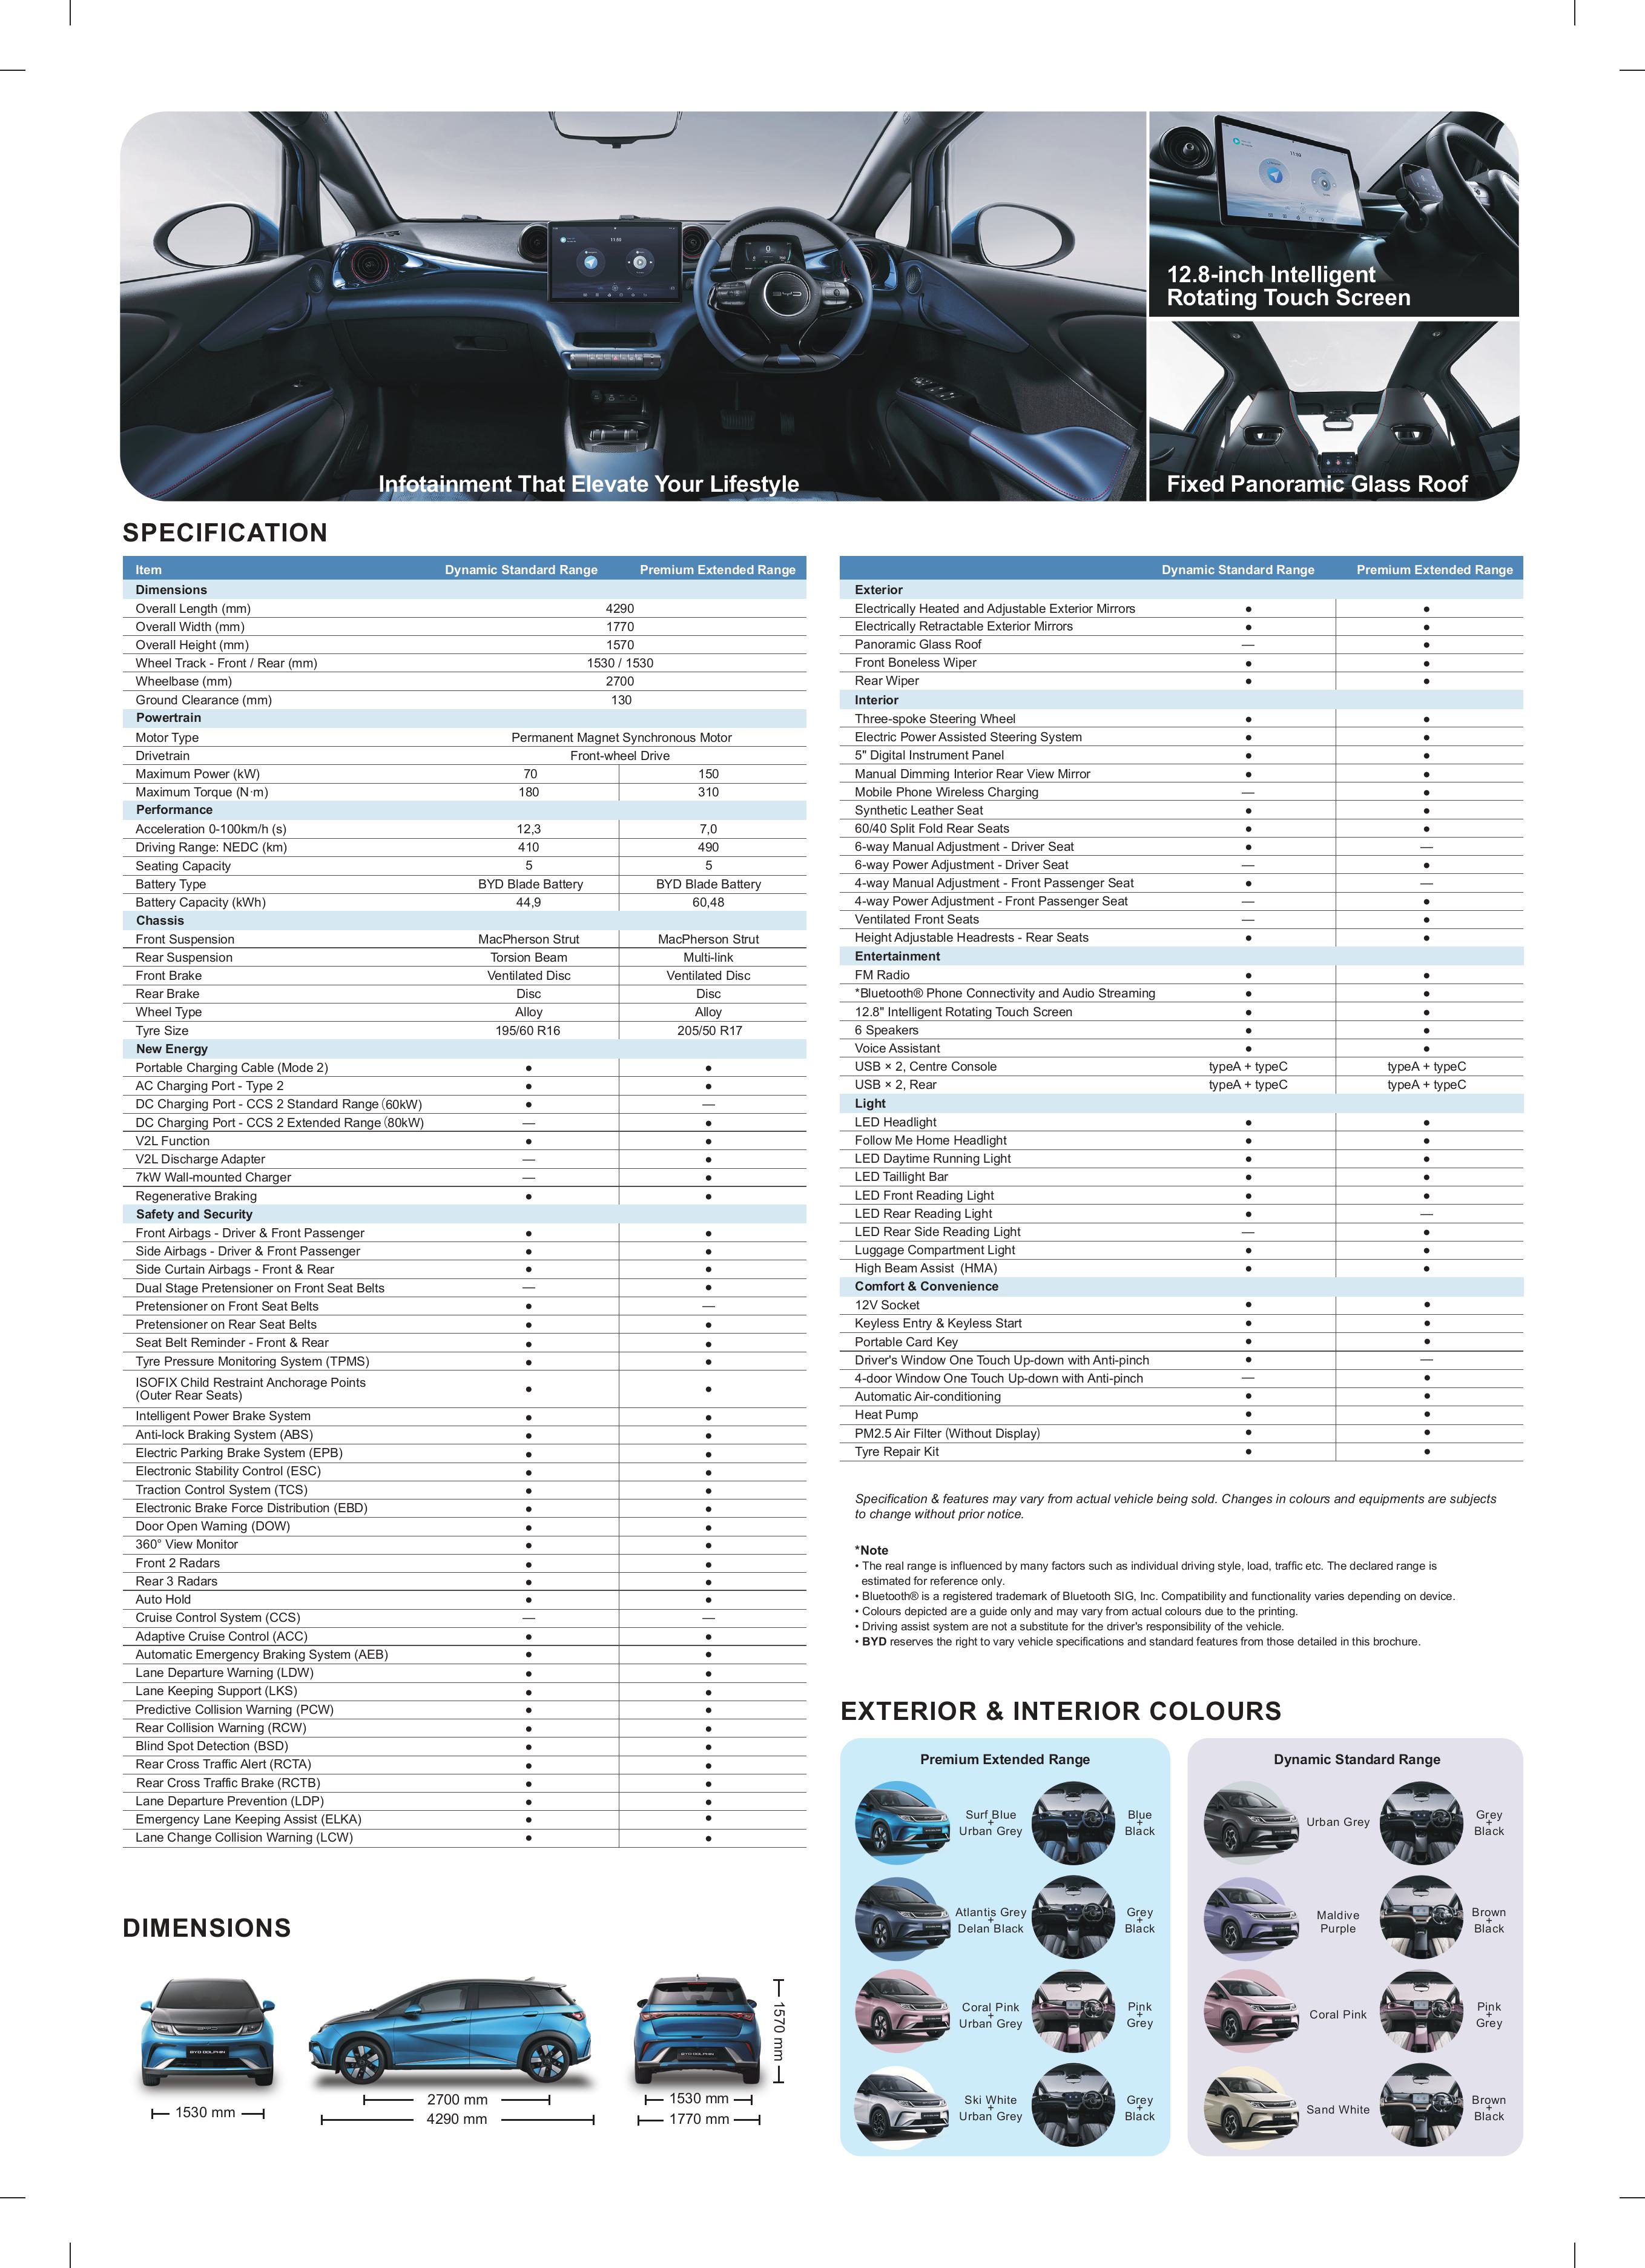 12.8-inch Intelligent
Rotating Touch Screen
Infotainment That Elevate Your Lifestyle
Fixed Panoramic Glass Roof
SPECIFICATION
Item Dynamic Standard Range Premium Extended Range
Dimensions
Overall Length (mm) 4290
Overall Width (mm) 1770
Overall Height (mm) 1570
Wheel Track - Front / Rear (mm) 1530 / 1530
Wheelbase (mm) 2700
Ground Clearance (mm) 130
Powertrain
Motor Type Permanent Magnet Synchronous Motor
Drivetrain Front-wheel Drive
Maximum Power (kW) 70 150
Maximum Torque (N·m) 180 310
Performance
Acceleration 0-100km/h (s) 12,3 7,0
Driving Range: NEDC (km) 410 490
Seating Capacity 5 5
Battery Type BYD Blade Battery BYD Blade Battery
Battery Capacity (kWh) 44,9 60,48
Chassis
Front Suspension MacPherson Strut MacPherson Strut
Rear Suspension Torsion Beam Multi-link
Front Brake Ventilated Disc Ventilated Disc
Rear Brake Disc Disc
Wheel Type Alloy Alloy
Tyre Size 195/60 R16 205/50 R17
New Energy
Portable Charging Cable (Mode 2) ● ●
AC Charging Port - Type 2 ● ●
DC Charging Port - CCS 2 Standard Range (60kW) ● —
DC Charging Port - CCS 2 Extended Range (80kW) — ●
V2L Function ● ●
V2L Discharge Adapter — ●
7kW Wall-mounted Charger — ●
Regenerative Braking ● ●
Safety and Security
Front Airbags - Driver & Front Passenger ● ●
Side Airbags - Driver & Front Passenger ● ●
Side Curtain Airbags - Front & Rear ● ●
Dual Stage Pretensioner on Front Seat Belts — ●
Pretensioner on Front Seat Belts ● —
Pretensioner on Rear Seat Belts ● ●
Seat Belt Reminder - Front & Rear ● ●
Tyre Pressure Monitoring System (TPMS) ● ●
ISOFIX Child Restraint Anchorage Points
(Outer Rear Seats) ● ●
Intelligent Power Brake System ● ●
Anti-lock Braking System (ABS) ● ●
Electric Parking Brake System (EPB) ● ●
Electronic Stability Control (ESC) ● ●
Traction Control System (TCS) ● ●
Electronic Brake Force Distribution (EBD) ● ●
Door Open Warning (DOW) ● ●
360° View Monitor ● ●
Front 2 Radars ● ●
Rear 3 Radars ● ●
Auto Hold ● ●
Cruise Control System (CCS) — —
Adaptive Cruise Control (ACC) ● ●
Automatic Emergency Braking System (AEB) ● ●
Lane Departure Warning (LDW) ● ●
Lane Keeping Support (LKS) ● ●
Predictive Collision Warning (PCW) ● ●
Rear Collision Warning (RCW) ● ●
Blind Spot Detection (BSD) ● ●
Rear Cross Traffic Alert (RCTA) ● ●
Rear Cross Traffic Brake (RCTB) ● ●
Lane Departure Prevention (LDP) ● ●
Emergency Lane Keeping Assist (ELKA) ● ●
Lane Change Collision Warning (LCW) ● ●
Dynamic Standard Range Premium Extended Range
Exterior
Electrically Heated and Adjustable Exterior Mirrors ● ●
Electrically Retractable Exterior Mirrors ● ●
Panoramic Glass Roof — ●
Front Boneless Wiper ● ●
Rear Wiper ● ●
Interior
Three-spoke Steering Wheel ● ●
Electric Power Assisted Steering System ● ●
5" Digital Instrument Panel ● ●
Manual Dimming Interior Rear View Mirror ● ●
Mobile Phone Wireless Charging — ●
Synthetic Leather Seat ● ●
60/40 Split Fold Rear Seats ● ●
6-way Manual Adjustment - Driver Seat ● —
6-way Power Adjustment - Driver Seat — ●
4-way Manual Adjustment - Front Passenger Seat ● —
4-way Power Adjustment - Front Passenger Seat — ●
Ventilated Front Seats — ●
Height Adjustable Headrests - Rear Seats ● ●
Entertainment
FM Radio ● ●
*Bluetooth® Phone Connectivity and Audio Streaming ● ●
12.8" Intelligent Rotating Touch Screen ● ●
6 Speakers ● ●
Voice Assistant ● ●
USB × 2, Centre Console typeA + typeC typeA + typeC
USB × 2, Rear typeA + typeC typeA + typeC
Light
LED Headlight ● ●
Follow Me Home Headlight ● ●
LED Daytime Running Light ● ●
LED Taillight Bar ● ●
LED Front Reading Light ● ●
LED Rear Reading Light ● —
LED Rear Side Reading Light — ●
Luggage Compartment Light ● ●
High Beam Assist (HMA) ● ●
Comfort & Convenience
12V Socket ● ●
Keyless Entry & Keyless Start ● ●
Portable Card Key ● ●
Driver's Window One Touch Up-down with Anti-pinch ● —
4-door Window One Touch Up-down with Anti-pinch — ●
Automatic Air-conditioning ● ●
Heat Pump ● ●
PM2.5 Air Filter (Without Display) ● ●
Tyre Repair Kit ● ●
Specification & features may vary from actual vehicle being sold. Changes in colours and equipments are subjects
to change without prior notice.
*Note
• The real range is influenced by many factors such as individual driving style, load, traffic etc. The declared range is
estimated for reference only.
• Bluetooth® is a registered trademark of Bluetooth SIG, Inc. Compatibility and functionality varies depending on device.
• Colours depicted are a guide only and may vary from actual colours due to the printing.
• Driving assist system are not a substitute for the driver's responsibility of the vehicle.
• BYD reserves the right to vary vehicle specifications and standard features from those detailed in this brochure.
DIMENSIONS
BYD DOLPHIN
BYD DOLPHIN
1530 mm
2700 mm
4290 mm
1530 mm
1770 mm
1570 mm
EXTERIOR & INTERIOR COLOURS
Premium Extended Range
Surf Blue
+
Urban Grey
Blue
+
Black
Atlantis Grey
+
Delan Black
Grey
+
Black
Coral Pink
+
Urban Grey
Pink
+
Grey
Ski White
+
Urban Grey
Grey
+
Black
Dynamic Standard Range
Urban Grey
Grey
+
Black
Maldive
Purple
Brown
+
Black
Coral Pink
Pink
+
Grey
Sand White
Brown
+
Black